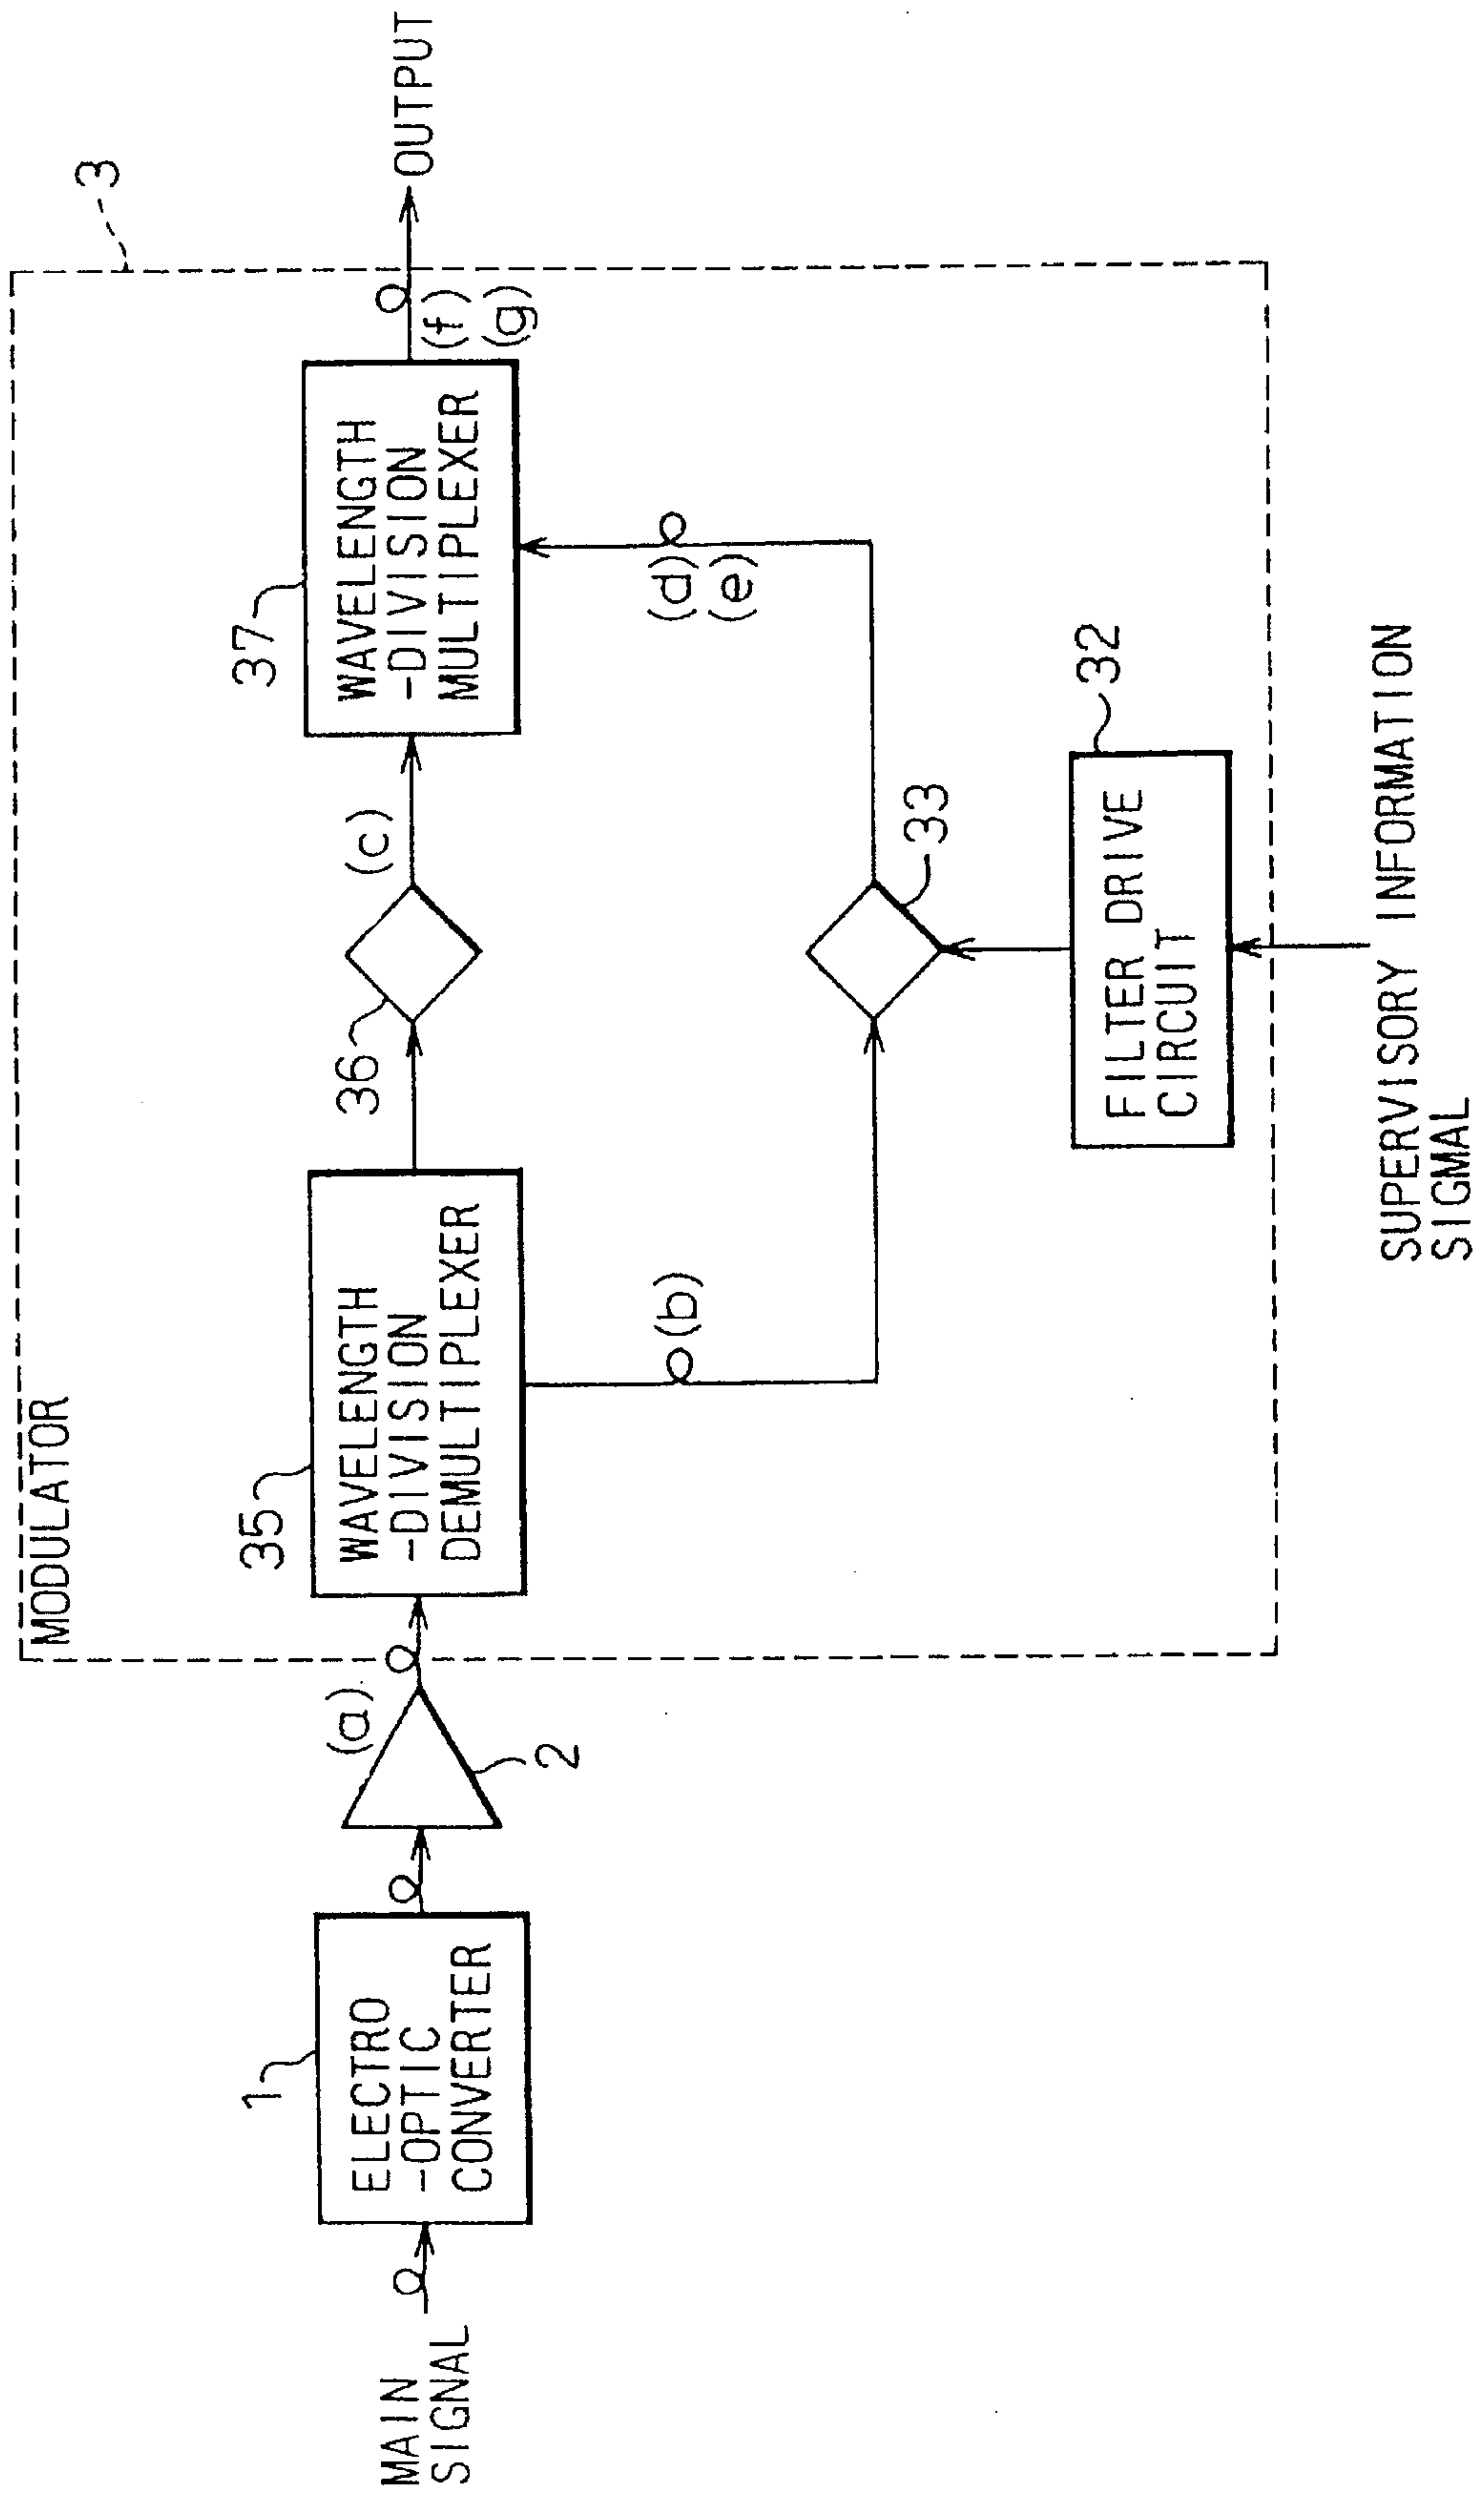 MODULATOR
3
MAIN
SIGNAL
1
ELECTRO
-OPTIC
CONVERTER
2
(a)
35
WAVELENGTH
-DIVISION
DEMULTIPLEXER
(b)
36
(c)
37
WAVELENGTH
-DIVISION
MULTIPLEXER
(d)
(e)
(f)
(g)
OUTPUT
33
32
FILTER DRIVE
CIRCUIT
SUPERVISORY INFORMATION
SIGMAL